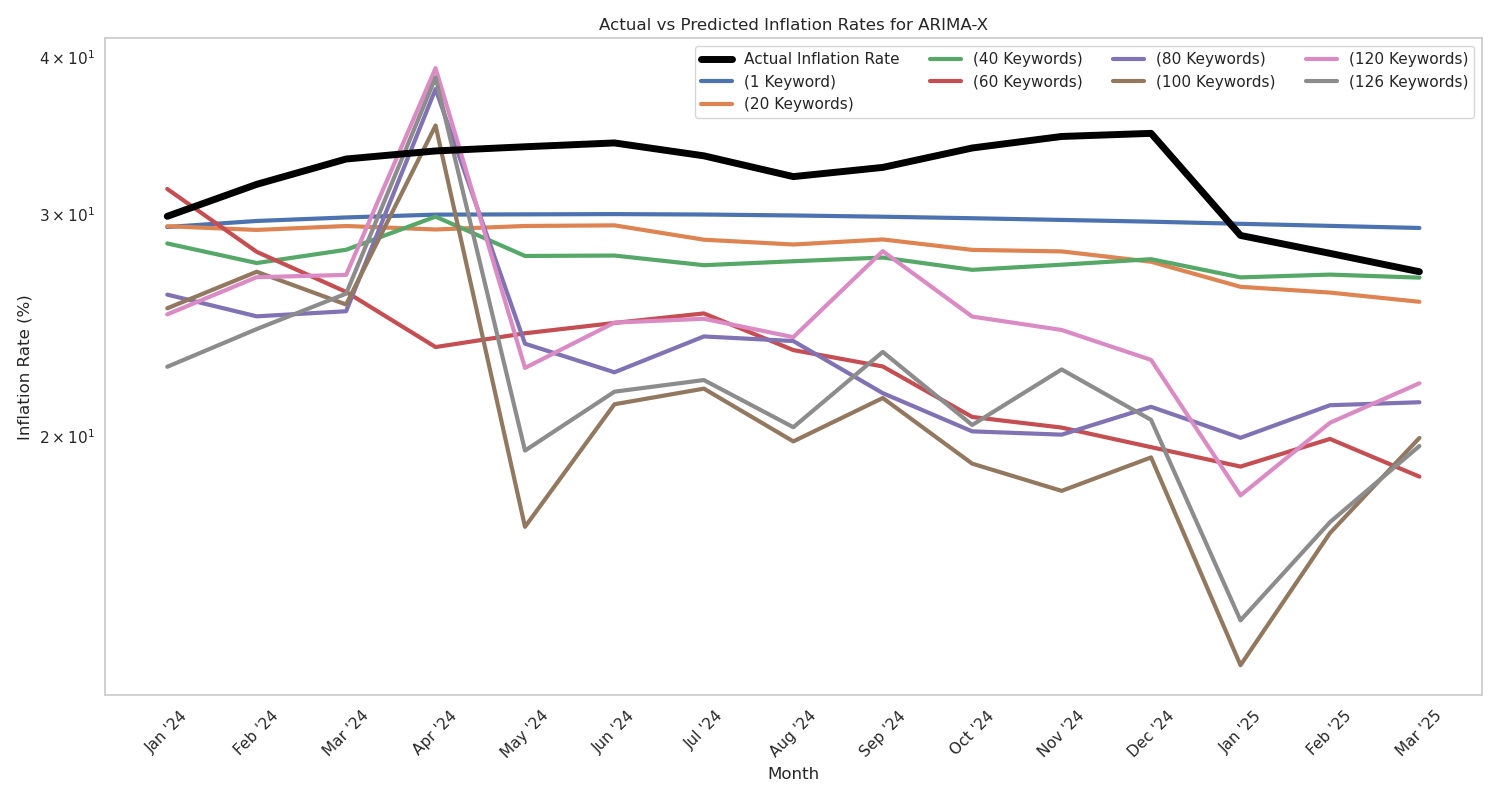 Actual vs Predicted Inflation Rates for ARIMA-X
4 × 10¹
3 × 10¹
2 × 10¹
Inflation Rate (%)
Actual Inflation Rate
(1 Keyword)
(20 Keywords)
(40 Keywords)
(60 Keywords)
(80 Keywords)
(100 Keywords)
(120 Keywords)
(126 Keywords)
Jan '24
Feb '24
Mar '24
Apr '24
May '24
Jun '24
Jul '24
Aug '24
Sep '24
Oct '24
Nov '24
Dec '24
Jan '25
Feb '25
Mar '25
Month